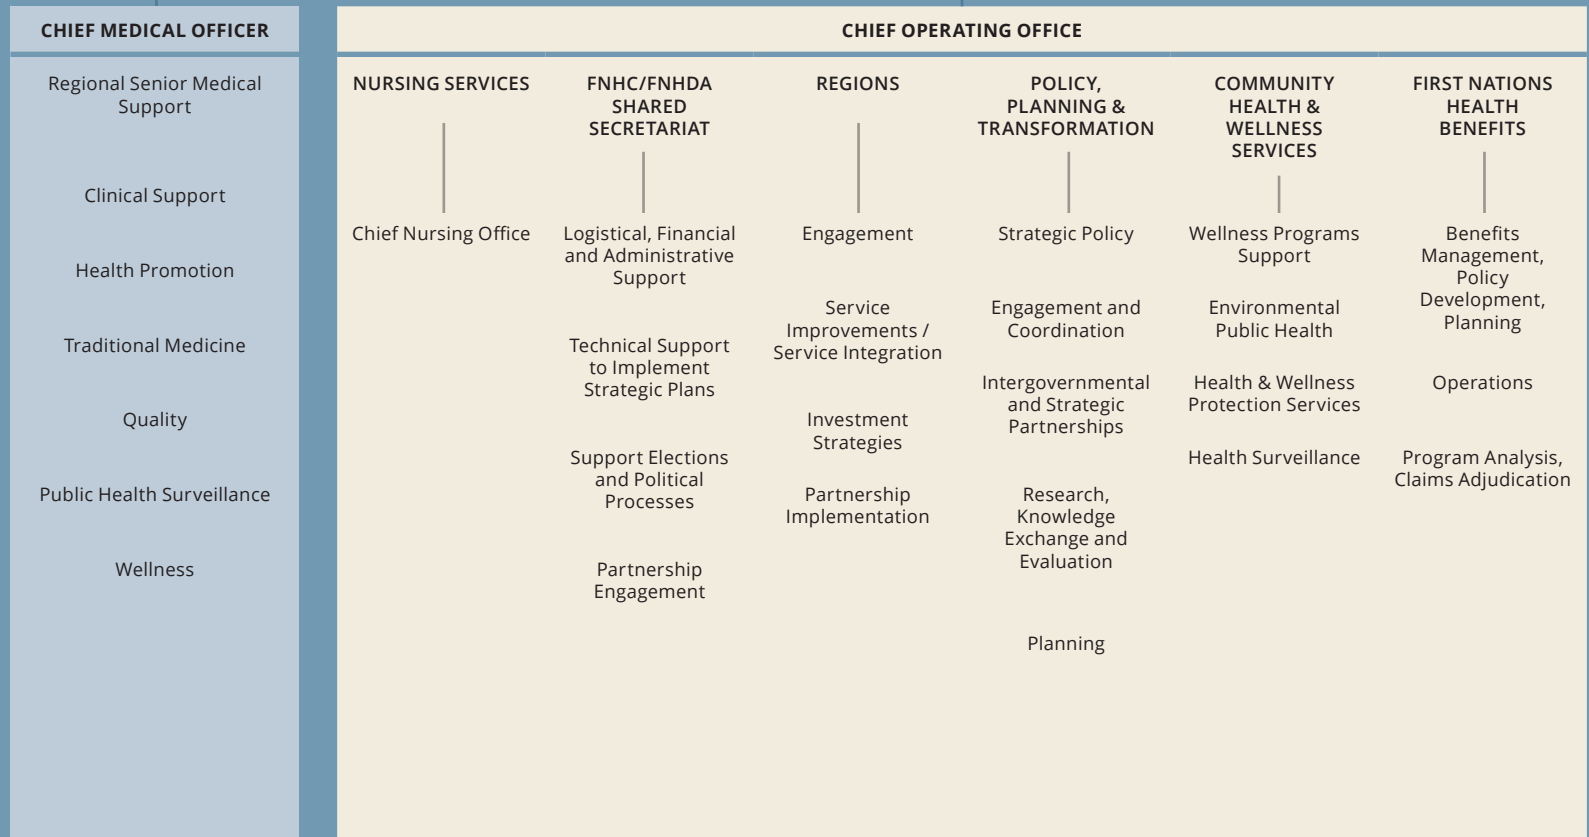 CHIEF MEDICAL OFFICER
Regional Senior Medical
Support
Clinical Support
Health Promotion
Traditional Medicine
Quality
Public Health Surveillance
Wellness
CHIEF OPERATING OFFICE
NURSING SERVICES
Chief Nursing Office
FNHC/FNHDA
SHARED
SECRETARIAT
Logistical, Financial
and Administrative
Support
Technical Support
to Implement
Strategic Plans
Support Elections
and Political
Processes
Partnership
Engagement
REGIONS
Engagement
Service
Improvements /
Service Integration
Investment
Strategies
Partnership
Implementation
POLICY,
PLANNING &
TRANSFORMATION
Strategic Policy
Engagement and
Coordination
Intergovernmental
and Strategic
Partnerships
Research,
Knowledge
Exchange and
Evaluation
Planning
COMMUNITY
HEALTH &
WELLNESS
SERVICES
Wellness Programs
Support
Environmental
Public Health
Health & Wellness
Protection Services
Health Surveillance
FIRST NATIONS
HEALTH
BENEFITS
Benefits
Management,
Policy
Development,
Planning
Operations
Program Analysis,
Claims Adjudication